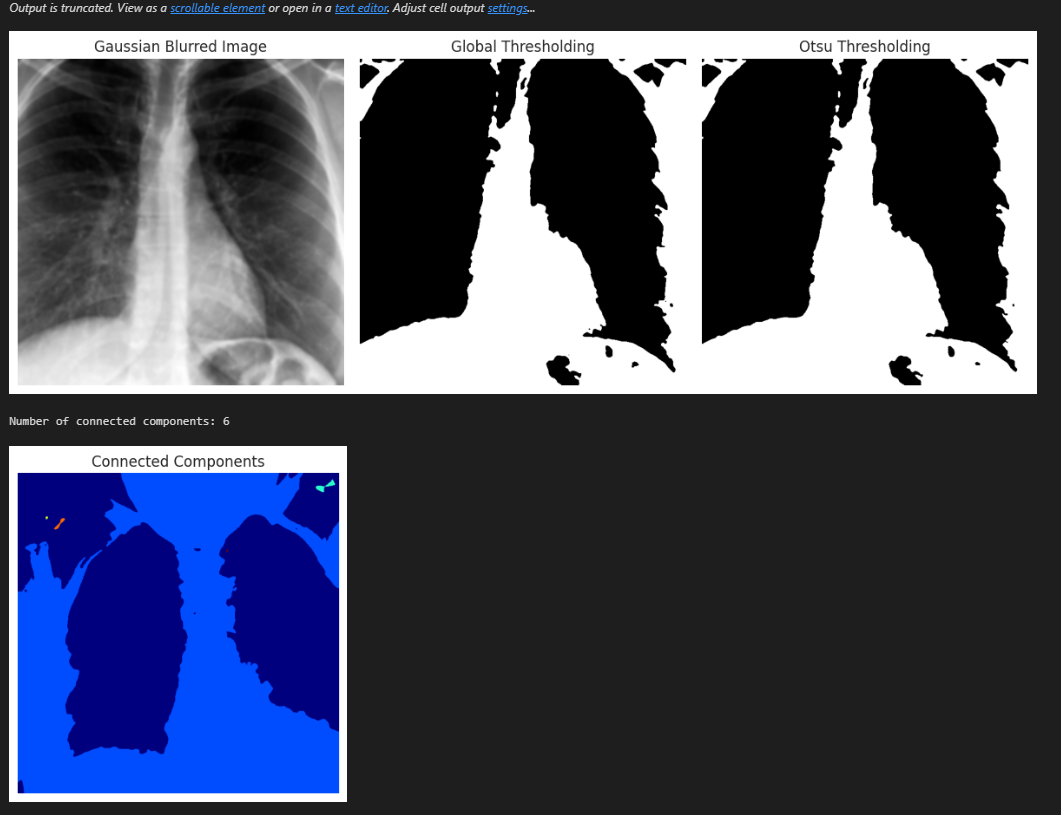 Output is truncated. View as a scrollable element or open in a text editor. Adjust cell output settings...
Gaussian Blurred Image
Global Thresholding
Otsu Thresholding
Number of connected components: 6
Connected Components